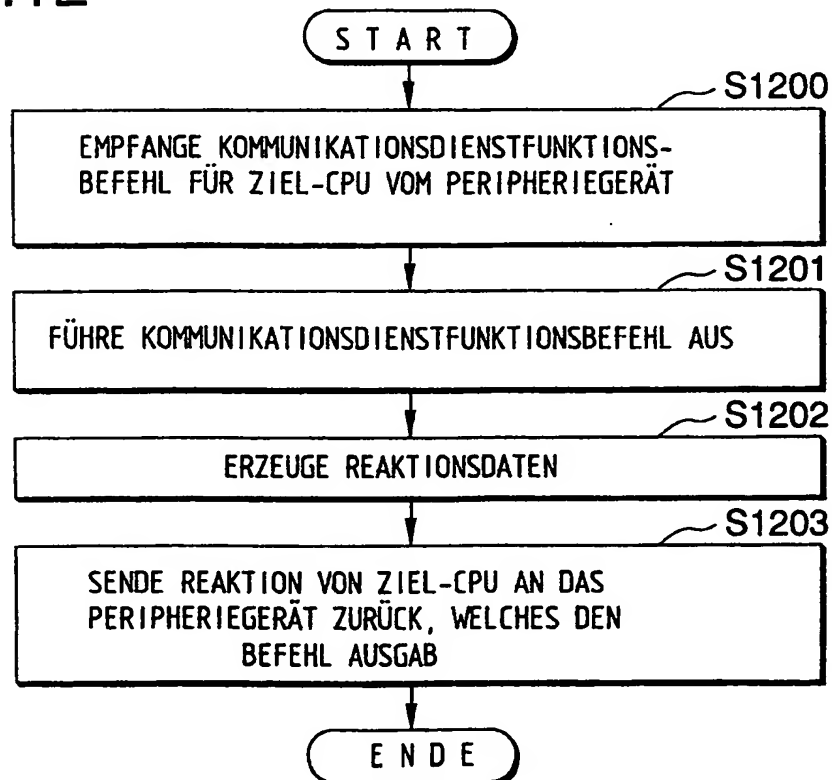 START
S1200
EMPFANGE KOMMUNIKATIONSDIENSTFUNKTIONS-
BEFEHL FÜR ZIEL-CPU VOM PERIPHERIEGERÄT
S1201
FÜHRE KOMMUNIKATIONSDIENSTFUNKTIONSBEFEHL AUS
S1202
ERZEUGE REAKTIONSDATEN
S1203
SENDE REAKTION VON ZIEL-CPU AN DAS
PERIPHERIEGERÄT ZURÜCK, WELCHES DEN
BEFEHL AUSGAB
ENDE